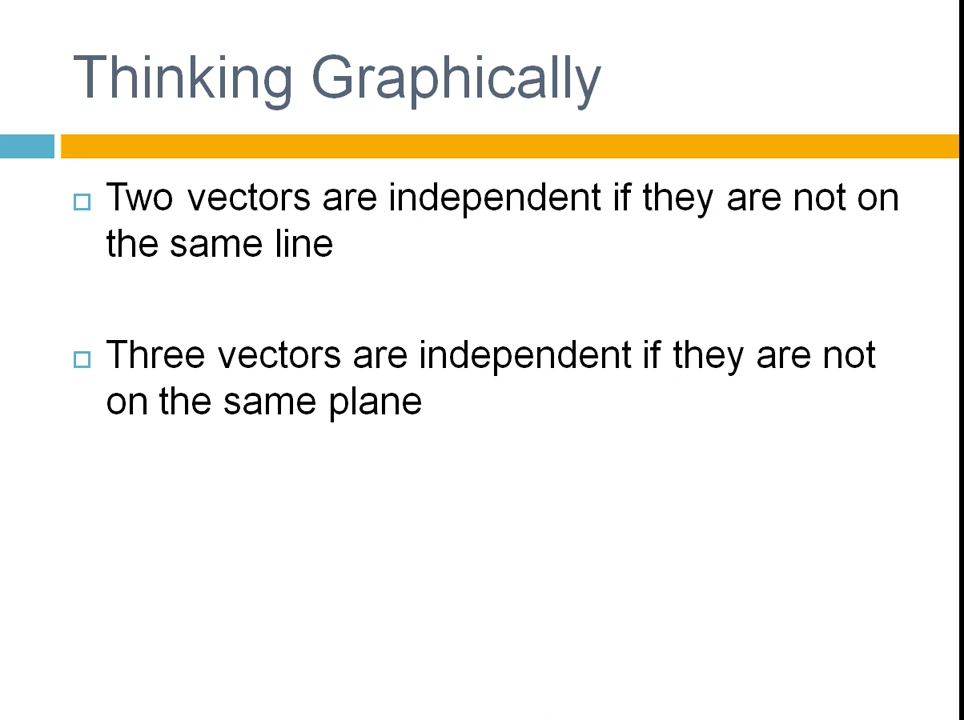 Thinking Graphically
Two vectors are independent if they are not on
the same line
Three vectors are independent if they are not
on the same plane